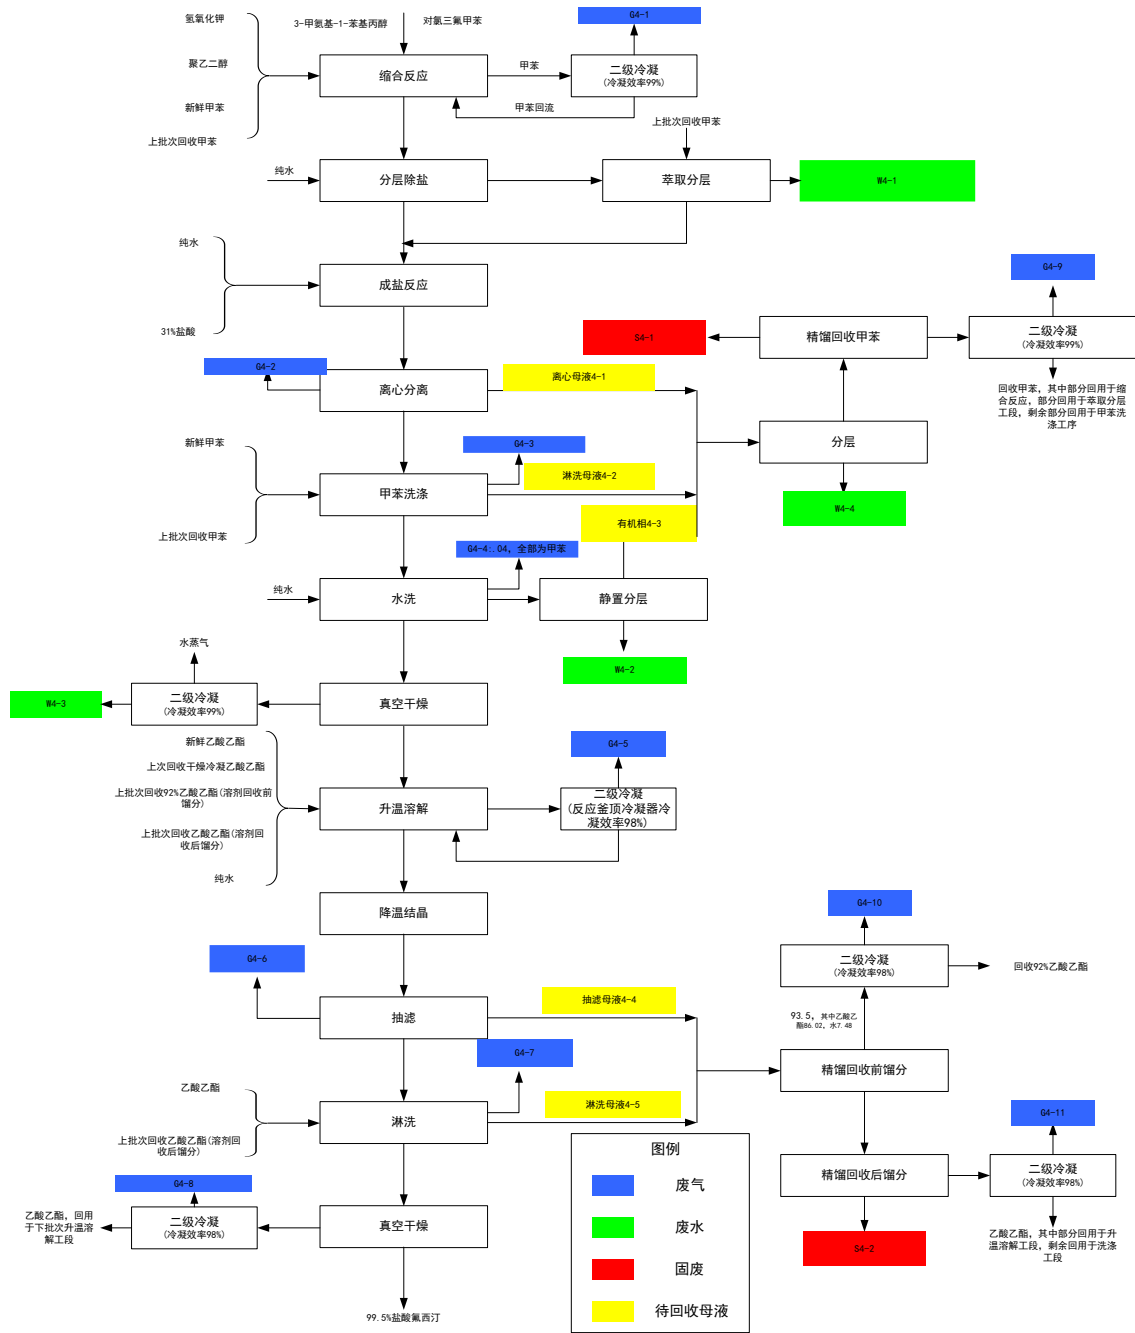 氢氧化钾
聚乙二醇
新鲜甲苯
上批次回收甲苯
3-甲氨基-1-苯基丙醇
对氯三氟甲苯
缩合反应
甲苯
甲苯回流
G4-1
二级冷凝
(冷凝效率99%)
纯水
分层除盐
上批次回收甲苯
萃取分层
W4-1
纯水
31%盐酸
成盐反应
G4-2
离心分离
离心母液4-1
S4-1
精馏回收甲苯
G4-9
二级冷凝
(冷凝效率99%)
回收甲苯, 其中部分回用于缩
合反应, 部分回用于萃取分层
工段, 剩余部分回用于甲苯洗
涤工序
新鲜甲苯
上批次回收甲苯
甲苯洗涤
G4-3
淋洗母液4-2
分层
W4-4
有机相4-3
G4-4:.04, 全部为甲苯
纯水
水洗
静置分层
W4-2
水蒸气
W4-3
二级冷凝
(冷凝效率99%)
真空干燥
新鲜乙酸乙酯
上次回收干燥冷凝乙酸乙酯
上批次回收92%乙酸乙酯(溶剂回收前
馏分)
上批次回收乙酸乙酯(溶剂回
收后馏分)
纯水
升温溶解
G4-5
二级冷凝
(反应釜顶冷凝器冷
凝效率98%)
降温结晶
G4-6
抽滤
抽滤母液4-4
G4-10
二级冷凝
(冷凝效率98%)
回收92%乙酸乙酯
93.5, 其中乙酸乙
酯86.02, 水7.48
精馏回收前馏分
乙酸乙酯
上批次回收乙酸乙酯(溶剂回
收后馏分)
淋洗
G4-7
淋洗母液4-5
精馏回收后馏分
G4-11
二级冷凝
(冷凝效率98%)
乙酸乙酯, 其中部分回用于升
温溶解工段, 剩余回用于洗涤
工段
S4-2
G4-8
二级冷凝
(冷凝效率98%)
乙酸乙酯, 回用
于下批次升温溶
解工段
真空干燥
99.5%盐酸氟西汀
图例
废气
废水
固废
待回收母液